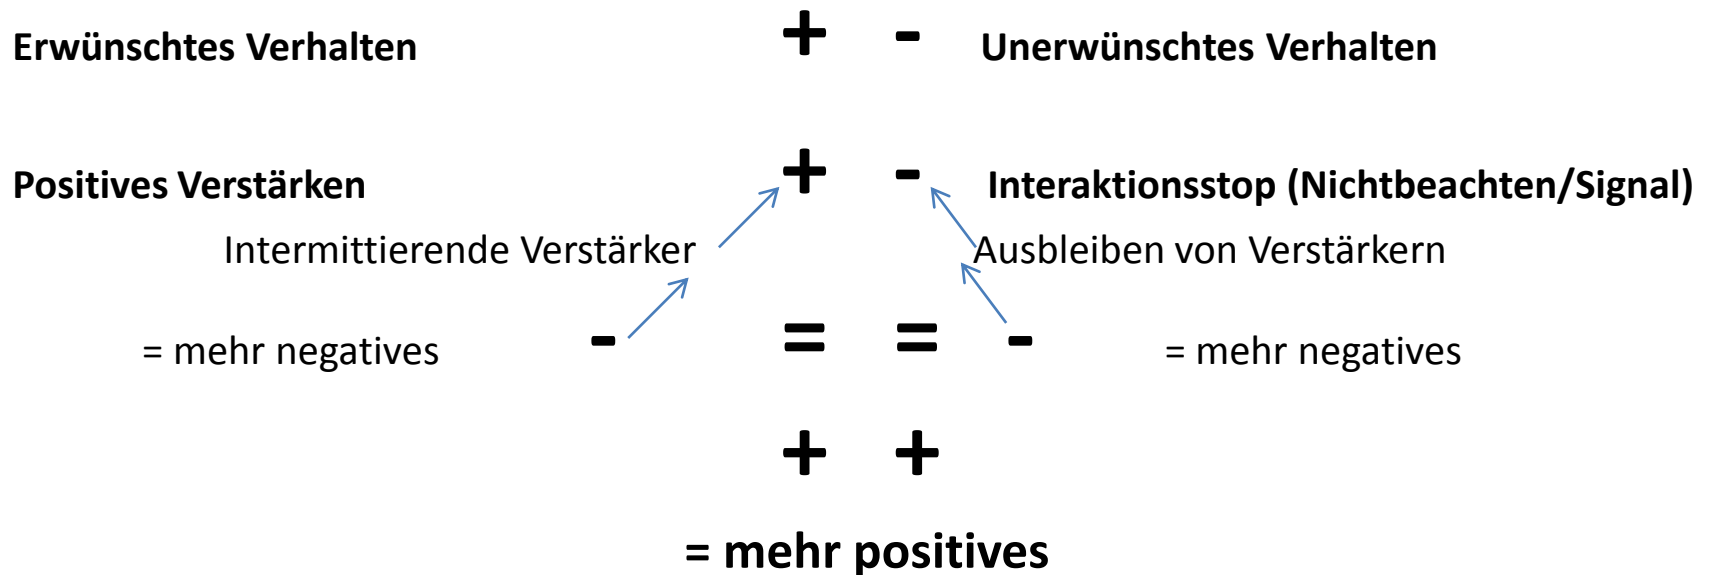 Erwünschtes Verhalten + - Unerwünschtes Verhalten
Positives Verstärken + - Interaktionsstop (Nichtbeachten/Signal)
Intermittierende Verstärker Ausbleiben von Verstärkern
= mehr negatives - = = - = mehr negatives
+ +
= mehr positives